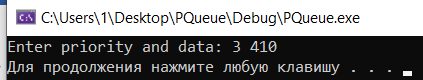 C:\Users\1\Desktop\PQueue\Debug\PQueue.exe
Enter priority and data: 3 410
Для продолжения нажмите любую клавишу . . .